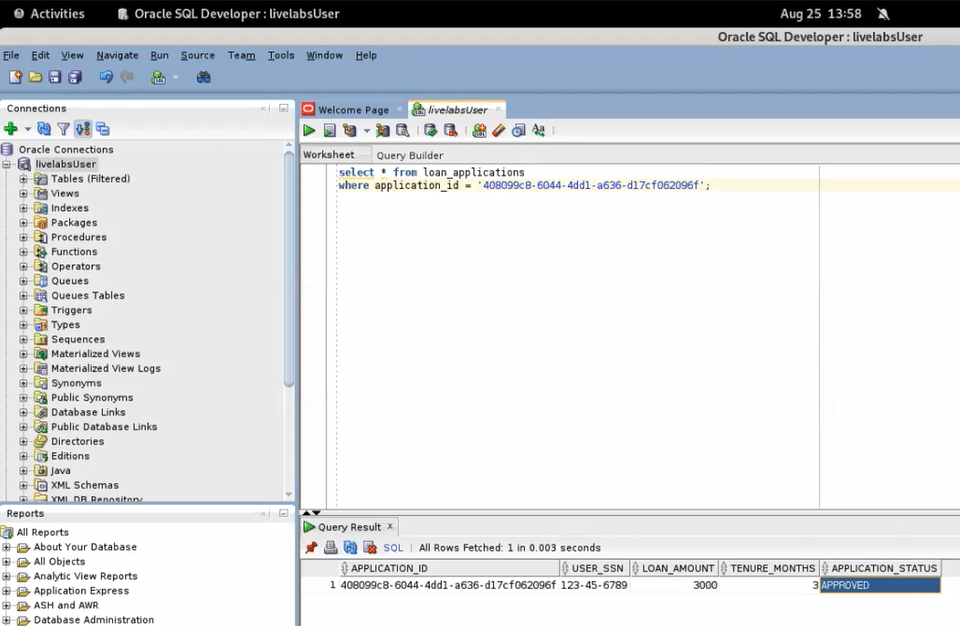 Activities Oracle SQL Developer : livelabsUser Aug 25 13:58
Oracle SQL Developer : livelabsUser
File Edit View Navigate Run Source Team Tools Window Help
Connections
Oracle Connections
livelabsUser
Tables (Filtered)
Views
Indexes
Packages
Procedures
Functions
Operators
Queues
Queues Tables
Triggers
Types
Sequences
Materialized Views
Materialized View Logs
Synonyms
Public Synonyms
Database Links
Public Database Links
Directories
Editions
Java
XML Schemas
XML DB Repository
Reports
All Reports
About Your Database
All Objects
Analytic View Reports
Application Express
ASH and AWR
Database Administration
Welcome Page livelabsUser
Worksheet Query Builder
select * from loan_applications
where application_id = '408099c8-6044-4dd1-a636-d17cf062096f';
Query Result
SQL | All Rows Fetched: 1 in 0.003 seconds
APPLICATION_ID USER_SSN LOAN_AMOUNT TENURE_MONTHS APPLICATION_STATUS
1 408099c8-6044-4dd1-a636-d17cf062096f 123-45-6789 3000 3 APPROVED